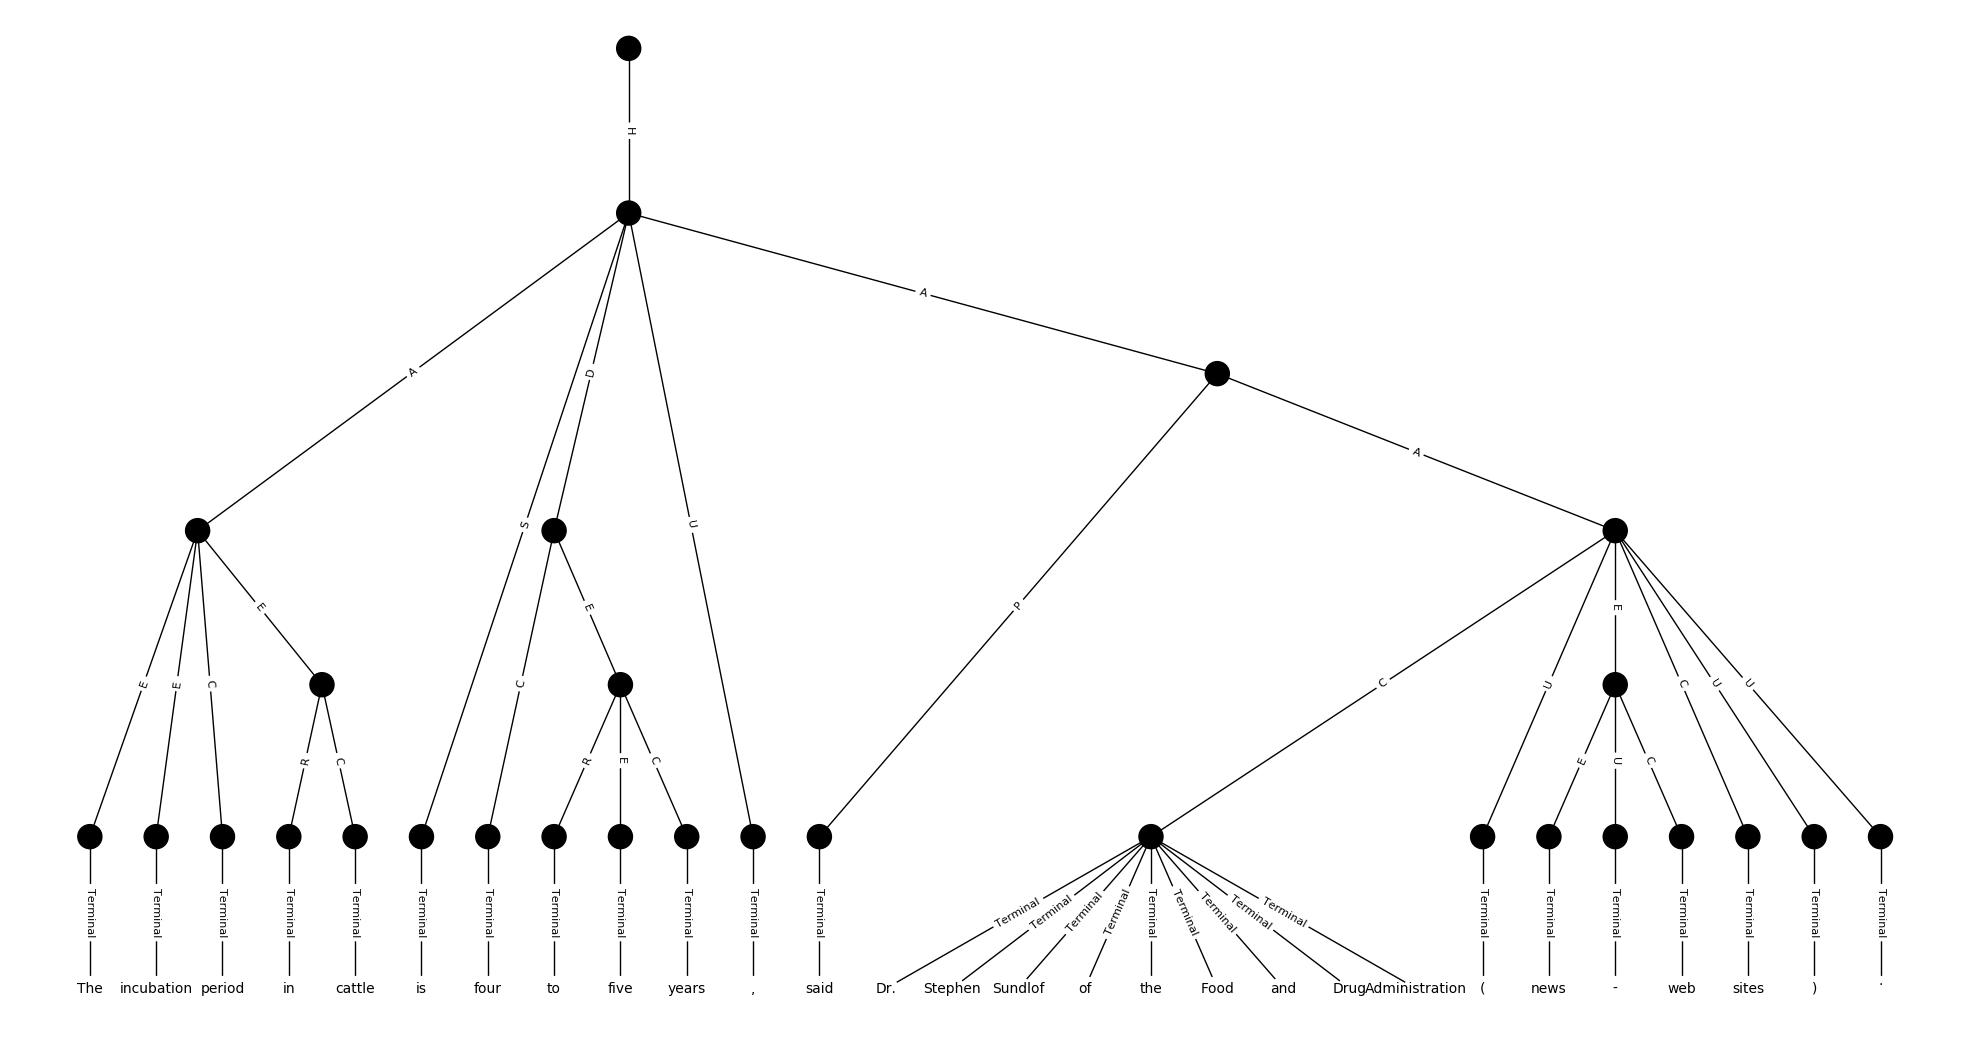 H
A
A
D
A
S
U
E
E
E
P
E
E
C
C
C
U
C
U
U
R
C
R
E
C
E
U
C
Terminal Terminal Terminal Terminal Terminal Terminal Terminal Terminal Terminal Terminal Terminal Terminal Terminal Terminal Terminal Terminal Terminal Terminal Terminal Terminal Terminal Terminal Terminal Terminal Terminal Terminal Terminal Terminal
The incubation period in cattle is four to five years , said Dr. Stephen Sundlof of the Food and Drug Administration ( news - web sites ) .